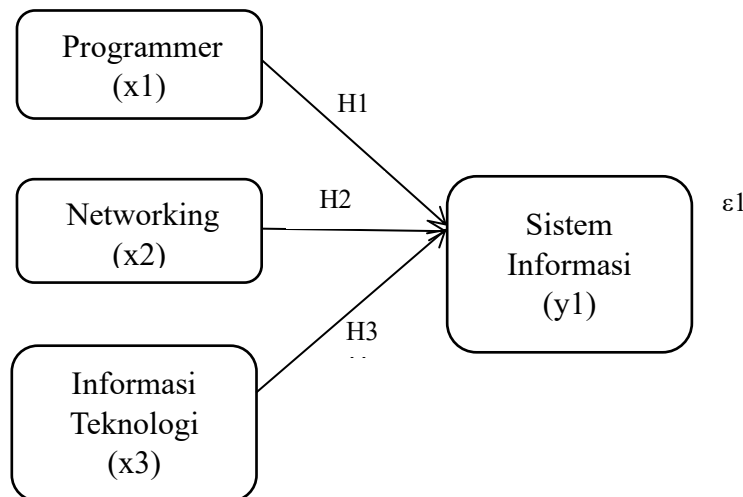 Programmer
(x1)
H1
Networking
(x2)
H2
Sistem
Informasi
(y1)
ε1
H3
Informasi
Teknologi
(x3)